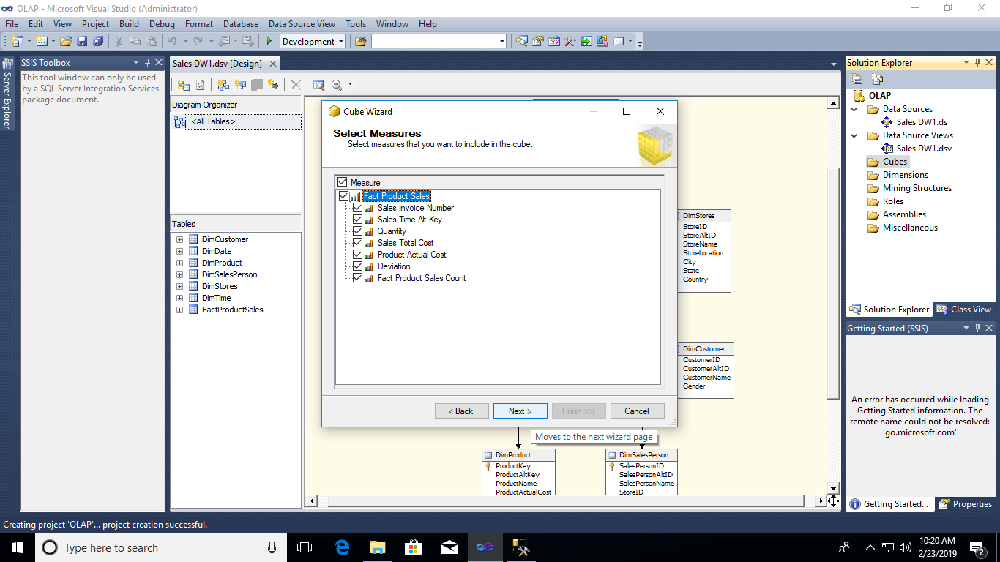 OLAP - Microsoft Visual Studio (Administrator)
File Edit View Project Build Debug Format Database Data Source View Tools Window Help
Development
Server Explorer
SSIS Toolbox
This tool window can only be used
by a SQL Server Integration Services
package document.
Sales DW1.dsv [Design]
Diagram Organizer
<All Tables>
Tables
DimCustomer
DimDate
DimProduct
DimSalesPerson
DimStores
DimTime
FactProductSales
Cube Wizard
Select Measures
Select measures that you want to include in the cube.
Measure
Fact Product Sales
Sales Invoice Number
Sales Time Alt Key
Quantity
Sales Total Cost
Product Actual Cost
Deviation
Fact Product Sales Count
< Back Next > Finish >>| Cancel
Moves to the next wizard page
DimStores
StoreID
StoreAltID
StoreName
StoreLocation
City
State
Country
DimCustomer
CustomerID
CustomerAltID
CustomerName
Gender
DimProduct
ProductKey
ProductAltKey
ProductName
ProductActualCost
DimSalesPerson
SalesPersonID
SalesPersonAltID
SalesPersonName
StoreID
Solution Explorer
OLAP
Data Sources
Sales DW1.ds
Data Source Views
Sales DW1.dsv
Cubes
Dimensions
Mining Structures
Roles
Assemblies
Miscellaneous
Solution Explorer Class View
Getting Started (SSIS)
An error has occurred while loading
Getting Started information. The
remote name could not be resolved:
'go.microsoft.com'
Getting Started... Properties
Creating project 'OLAP'... project creation successful.
Type here to search
10:20 AM
2/23/2019
2